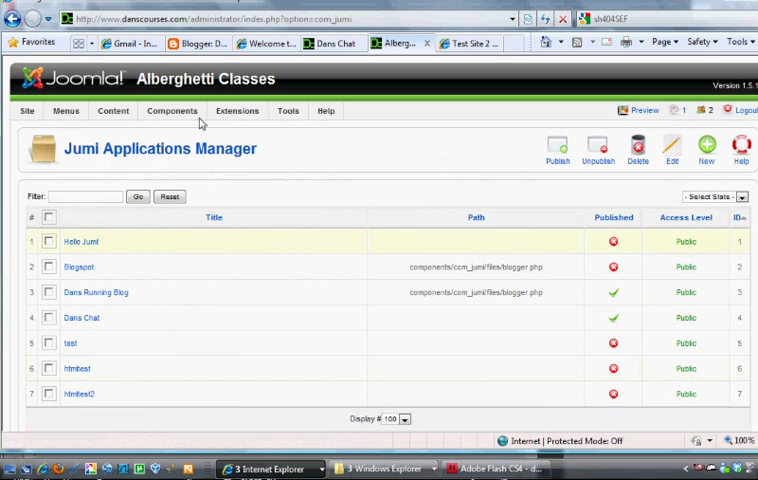 http://www.danscourses.com/administrator/index.php?option=com_jumi
sh404SEF
Favorites
Gmail - In...
Blogger: D...
Welcome t...
Dans Chat
Alberg...
Test Site 2 ...
Page
Safety
Tools
Joomla! Alberghetti Classes
Version 1.5.1
Site Menus Content Components Extensions Tools Help
Preview 1 2 Logout
Jumi Applications Manager
Publish Unpublish Delete Edit New Help
Filter: Go Reset - Select State -
# Title Path Published Access Level ID
1 Hello Jumi! Public 1
2 Blogspot components/com_jumi/files/blogger.php Public 2
3 Dans Running Blog components/com_jumi/files/blogger.php Public 3
4 Dans Chat Public 4
5 test Public 5
6 htmltest Public 6
7 htmltest2 Public 7
Display # 100
Internet | Protected Mode: Off 100%
3 Internet Explorer
3 Windows Explorer
Adobe Flash CS4 - d...